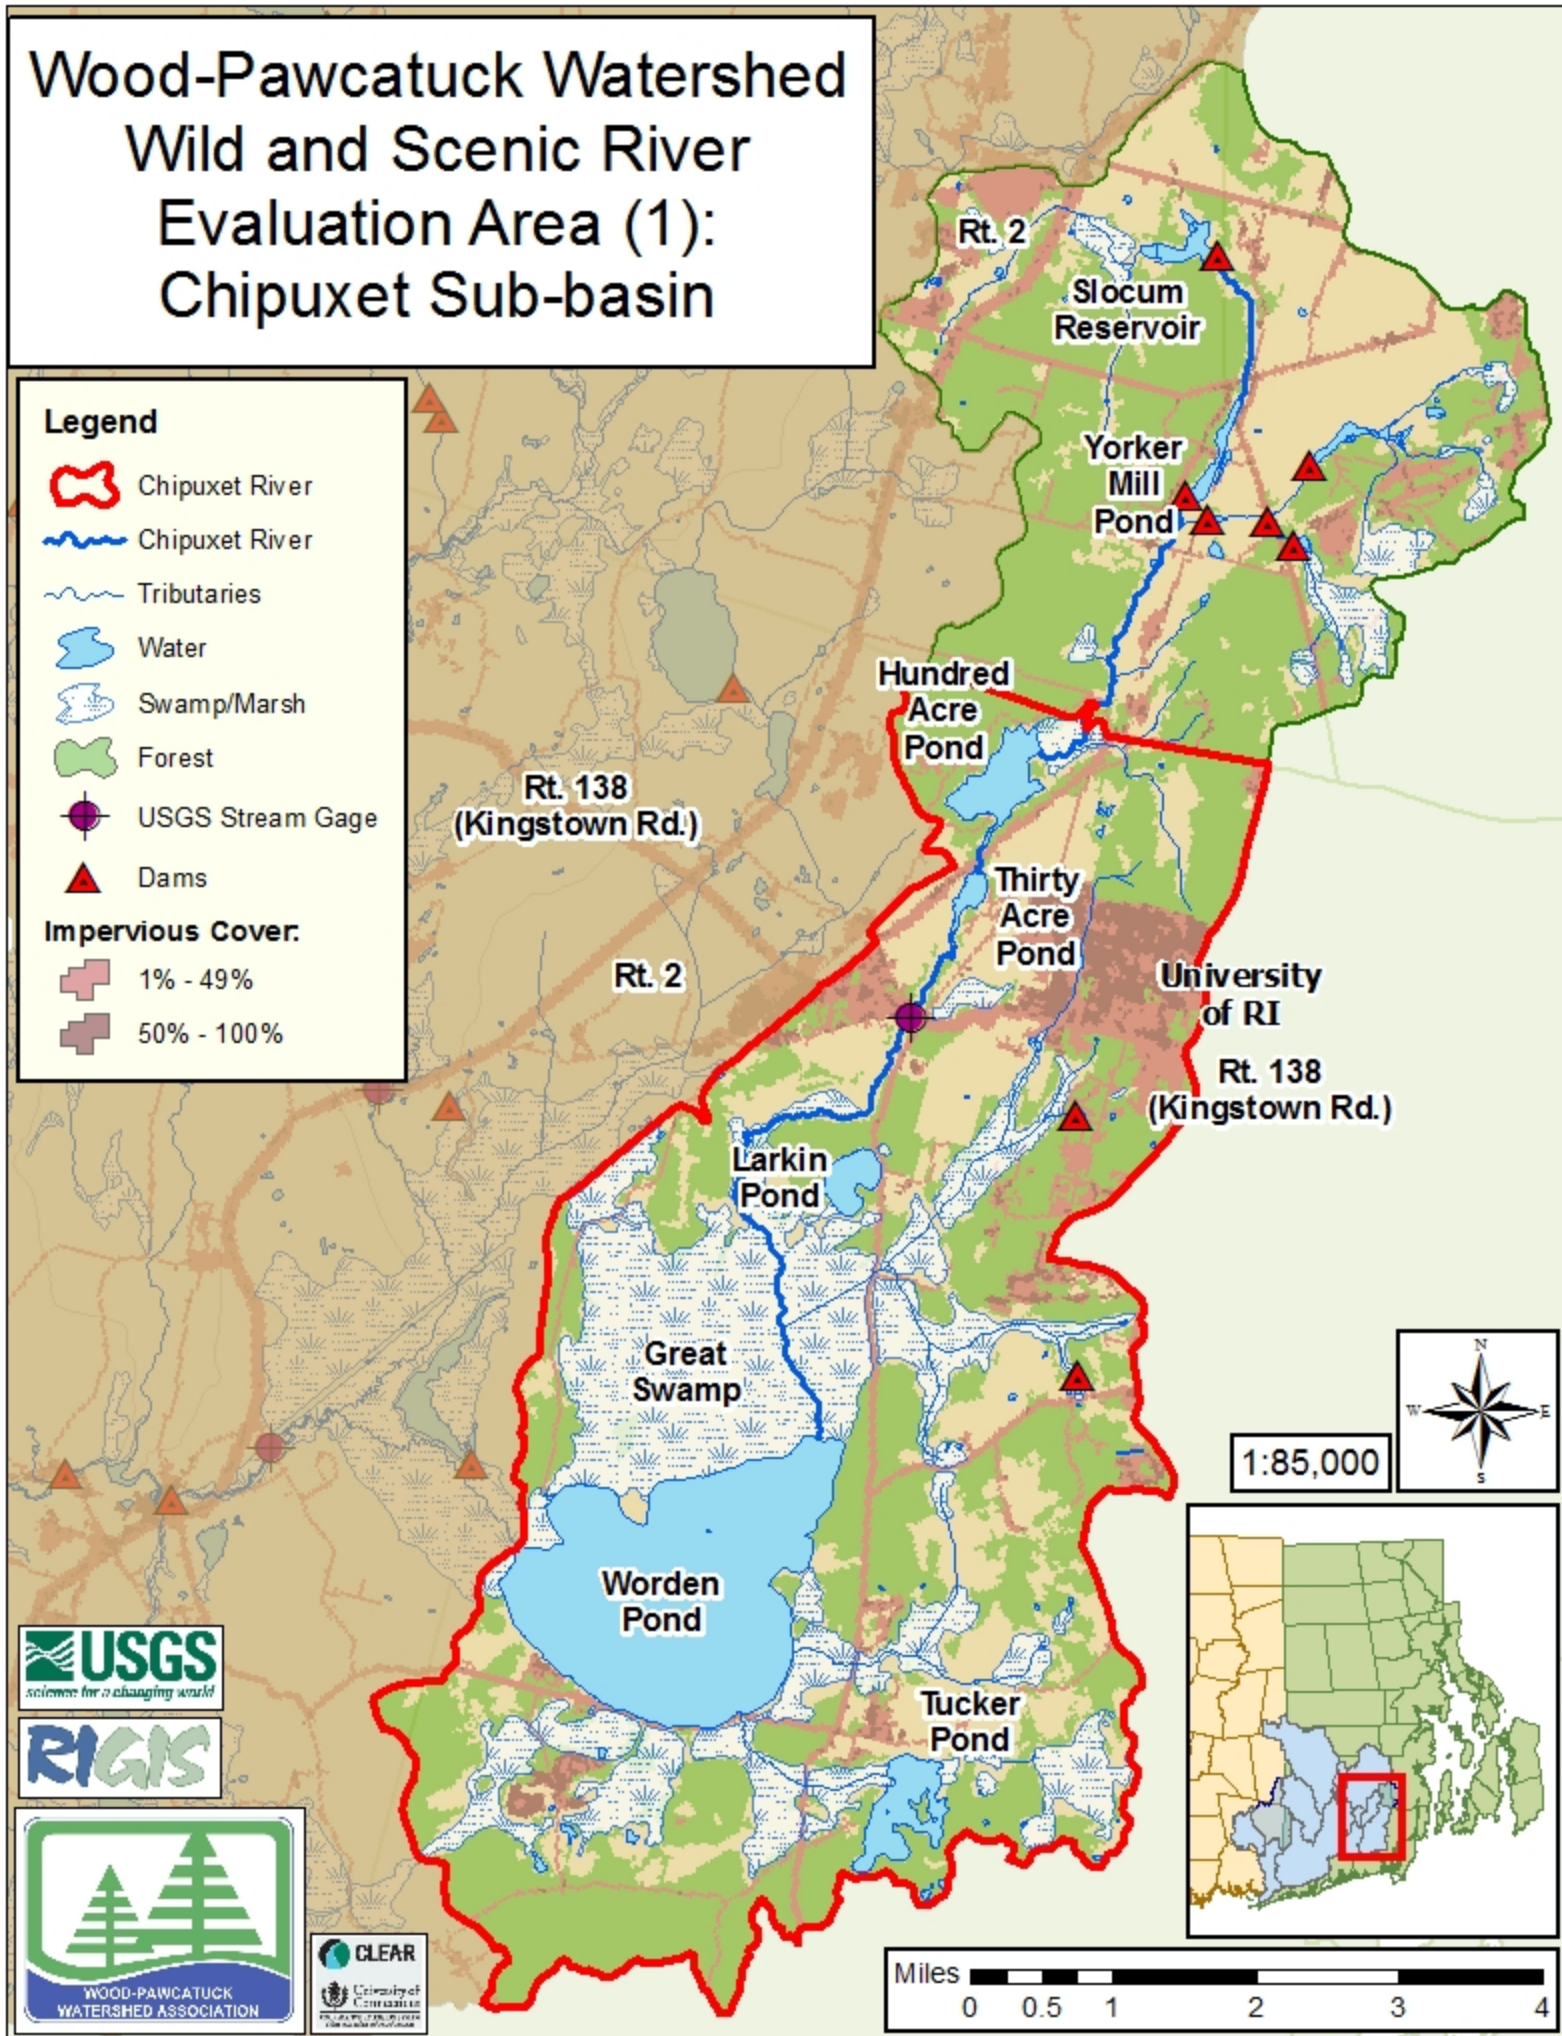 Wood-Pawcatuck Watershed
Wild and Scenic River
Evaluation Area (1):
Chipuxet Sub-basin
Legend
Chipuxet River
Chipuxet River
Tributaries
Water
Swamp/Marsh
Forest
USGS Stream Gage
Dams
Impervious Cover:
1% - 49%
50% - 100%
Rt. 2
Slocum
Reservoir
Yorker
Mill
Pond
Hundred
Acre
Pond
Rt. 138
(Kingstown Rd.)
Thirty
Acre
Pond
Rt. 2
University
of RI
Rt. 138
(Kingstown Rd.)
Larkin
Pond
Great
Swamp
Worden
Pond
Tucker
Pond
N
W
E
S
1:85,000
USGS
science for a changing world
RIGIS
WOOD-PAWCATUCK
WATERSHED ASSOCIATION
CLEAR
University of
Connecticut
Miles
0 0.5 1 2 3 4